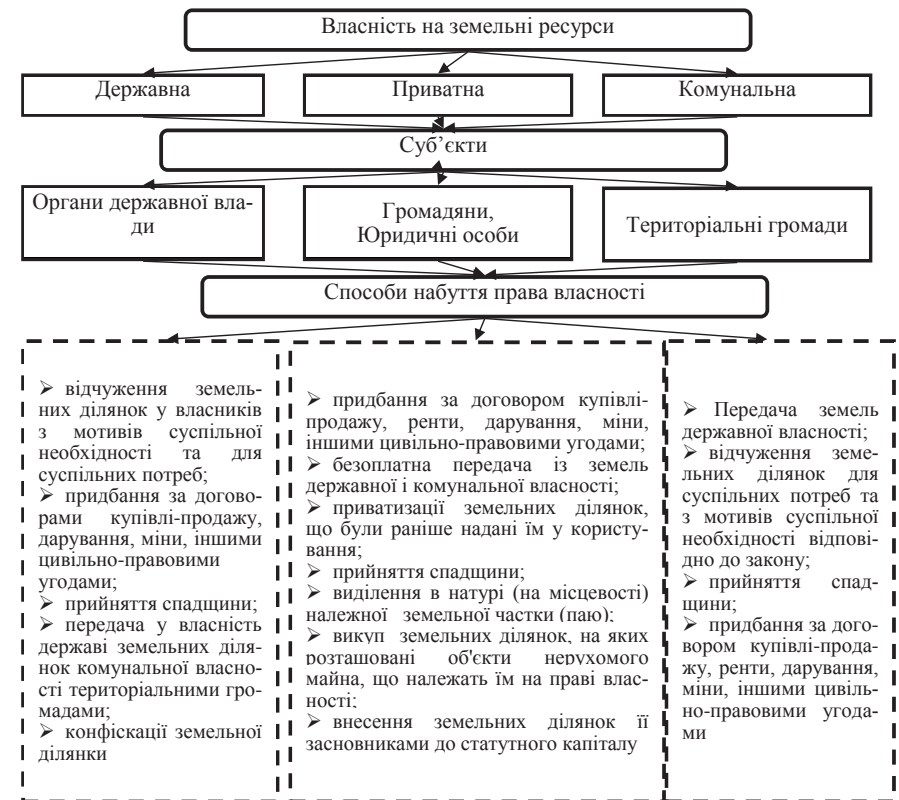 Власність на земельні ресурси
Державна
Приватна
Комунальна
Суб’єкти
Органи державної вла-
ди
Громадяни,
Юридичні особи
Територіальні громади
Способи набуття права власності
➢ відчуження земель-
них ділянок у власників
з мотивів суспільної
необхідності та для
суспільних потреб;
➢ придбання за догово-
рами купівлі-продажу,
дарування, міни, іншими
цивільно-правовими
угодами;
➢ прийняття спадщини;
➢ передача у власність
державі земельних діля-
нок комунальної власно-
сті територіальними гро-
мадами;
➢ конфіскації земельної
ділянки
➢ придбання за договором купівлі-
продажу, ренти, дарування, міни,
іншими цивільно-правовими угодами;
➢ безоплатна передача із земель
державної і комунальної власності;
➢ приватизації земельних ділянок,
що були раніше надані їм у користу-
вання;
➢ прийняття спадщини;
➢ виділення в натурі (на місцевості)
належної земельної частки (паю);
➢ викуп земельних ділянок, на яких
розташовані об'єкти нерухомого
майна, що належать їм на праві влас-
ності;
➢ внесення земельних ділянок її
засновниками до статутного капіталу
➢ Передача земель
державної власності;
➢ відчуження земе-
льних ділянок для
суспільних потреб та
з мотивів суспільної
необхідності відпові-
дно до закону;
➢ прийняття спад-
щини;
➢ придбання за дого-
вором купівлі-прода-
жу, ренти, дарування,
міни, іншими цивіль-
но-правовими угода-
ми